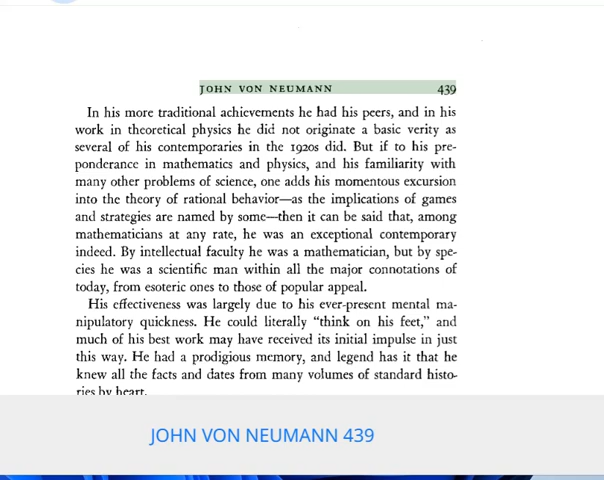 JOHN VON NEUMANN 439
In his more traditional achievements he had his peers, and in his
work in theoretical physics he did not originate a basic verity as
several of his contemporaries in the 1920s did. But if to his pre-
ponderance in mathematics and physics, and his familiarity with
many other problems of science, one adds his momentous excursion
into the theory of rational behavior—as the implications of games
and strategies are named by some—then it can be said that, among
mathematicians at any rate, he was an exceptional contemporary
indeed. By intellectual faculty he was a mathematician, but by spe-
cies he was a scientific man within all the major connotations of
today, from esoteric ones to those of popular appeal.
His effectiveness was largely due to his ever-present mental ma-
nipulatory quickness. He could literally “think on his feet,” and
much of his best work may have received its initial impulse in just
this way. He had a prodigious memory, and legend has it that he
knew all the facts and dates from many volumes of standard histo-
ries by heart.
JOHN VON NEUMANN 439